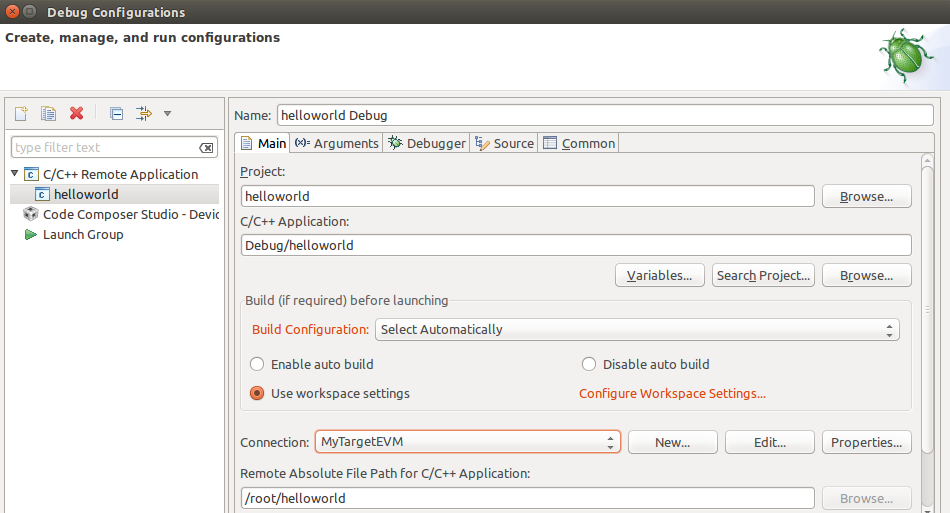 Debug Configurations
Create, manage, and run configurations
Name: helloworld Debug
type filter text
Main (x)= Arguments Debugger Source Common
C/C++ Remote Application
helloworld
Code Composer Studio - Devic
Launch Group
Project:
helloworld Browse...
C/C++ Application:
Debug/helloworld
Variables... Search Project... Browse...
Build (if required) before launching
Build Configuration: Select Automatically
Enable auto build Disable auto build
Use workspace settings Configure Workspace Settings...
Connection: MyTargetEVM New... Edit... Properties...
Remote Absolute File Path for C/C++ Application:
/root/helloworld Browse...